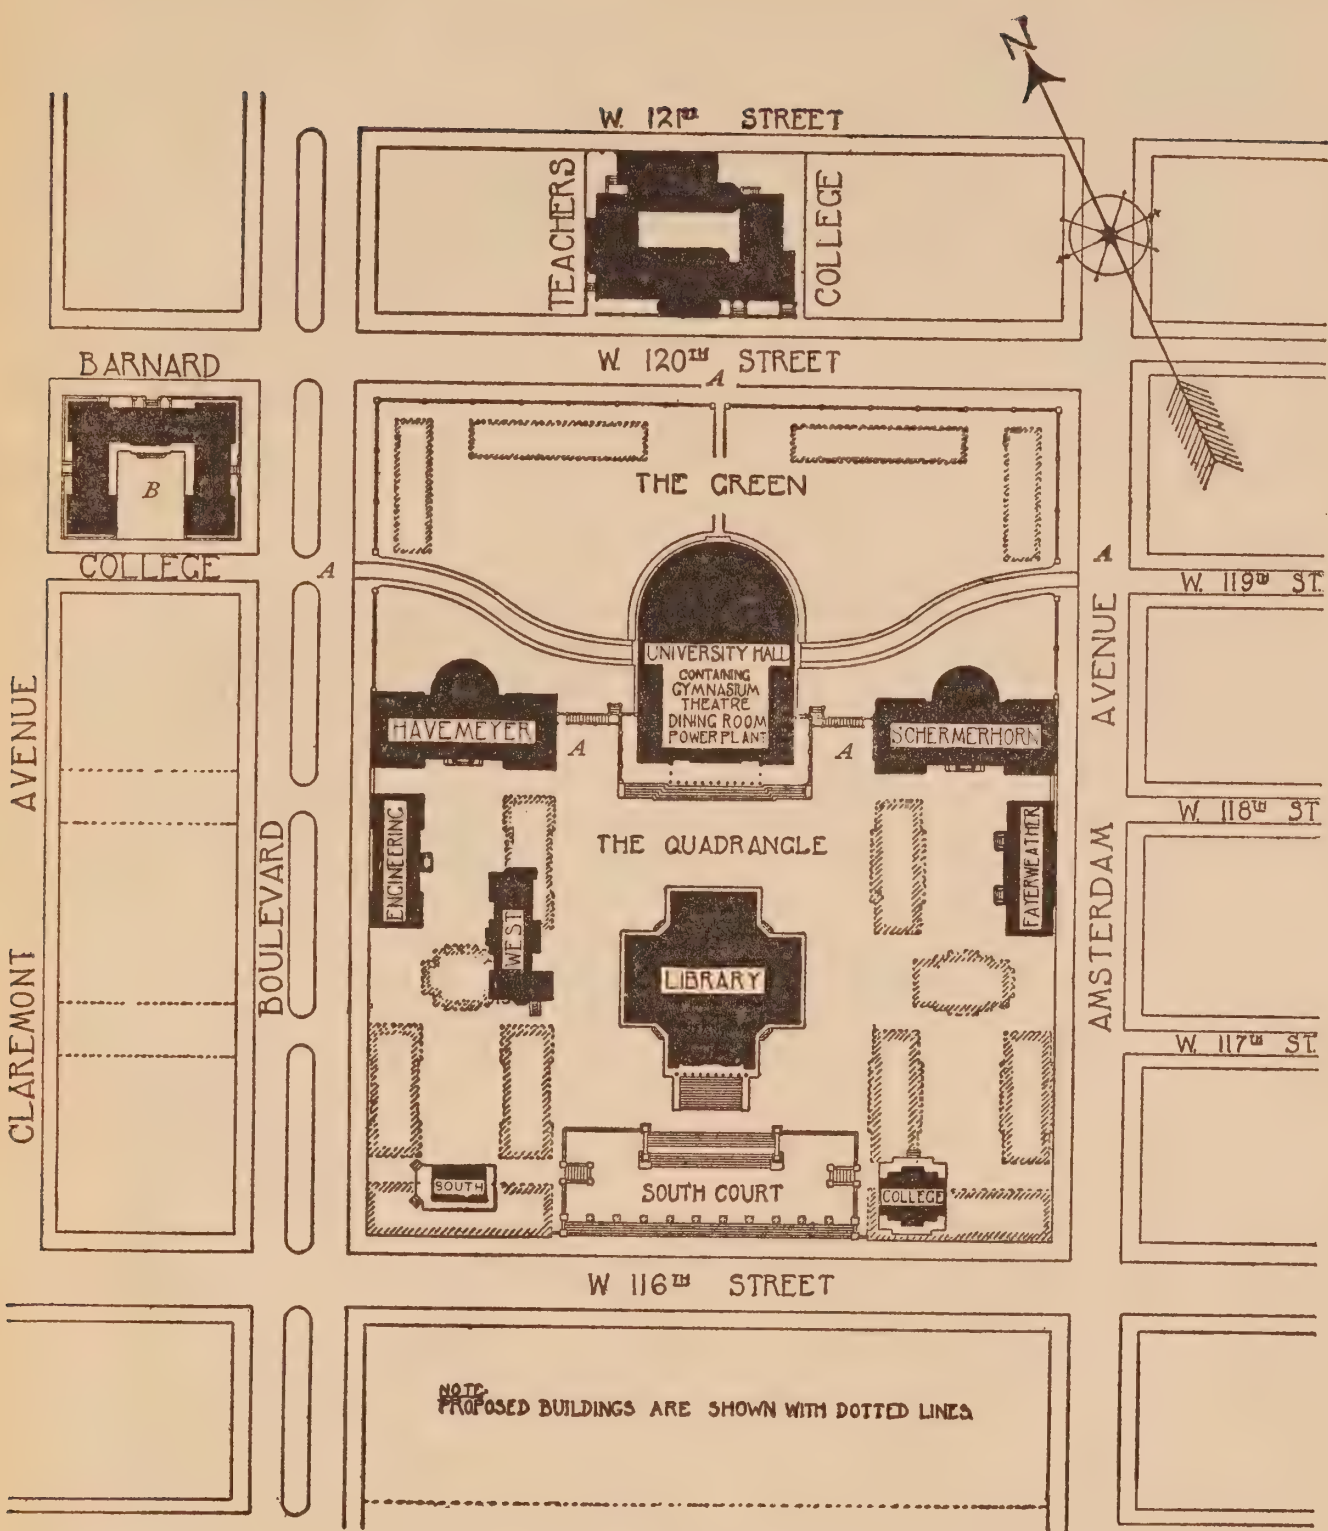 N
W. 121ST STREET
TEACHERS
COLLEGE
W. 120TH STREET
A
BARNARD
B
COLLEGE
THE GREEN
A
A
W. 119TH ST.
UNIVERSITY HALL
CONTAINING
GYMNASIUM
THEATRE
DINING ROOM
POWER PLANT
HAVEMEYER
A
A
SCHERMERHORN
ENGINEERING
THE QUADRANGLE
FAYERWEATHER
W. 118TH ST
WEST
LIBRARY
CLAREMONT AVENUE
BOULEVARD
AMSTERDAM AVENUE
W. 117TH ST.
SOUTH
SOUTH COURT
COLLEGE
W 116TH STREET
NOTE.
PROPOSED BUILDINGS ARE SHOWN WITH DOTTED LINES